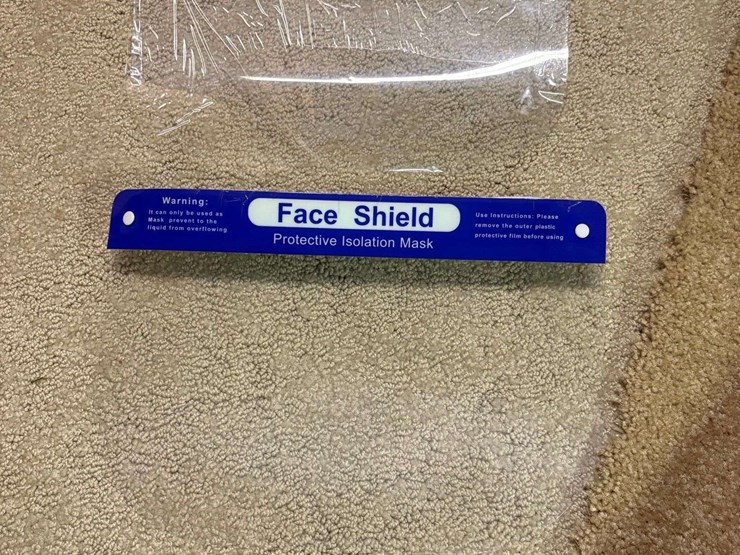 Warning:
It can only be used as
Mask prevent to the
liquid from overflowing
Face Shield
Protective Isolation Mask
Use Instructions: Please
remove the outer plastic
protective film before using